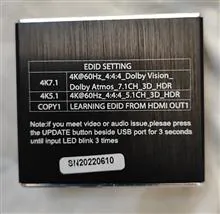 EDID SETTING
4K7.1 4K@60Hz_4:4:4_Dolby Vision_
Dolby Atmos_7.1CH_3D_HDR
4K5.1 4K@60Hz_4:4:4_5.1CH_3D_HDR
COPY1 LEARNING EDID FROM HDMI OUT1
If you meet video or audio issue,pelease press
the UPDATE button beside USB port for 3 seconds
until input LED blink 3 times
SN20220610